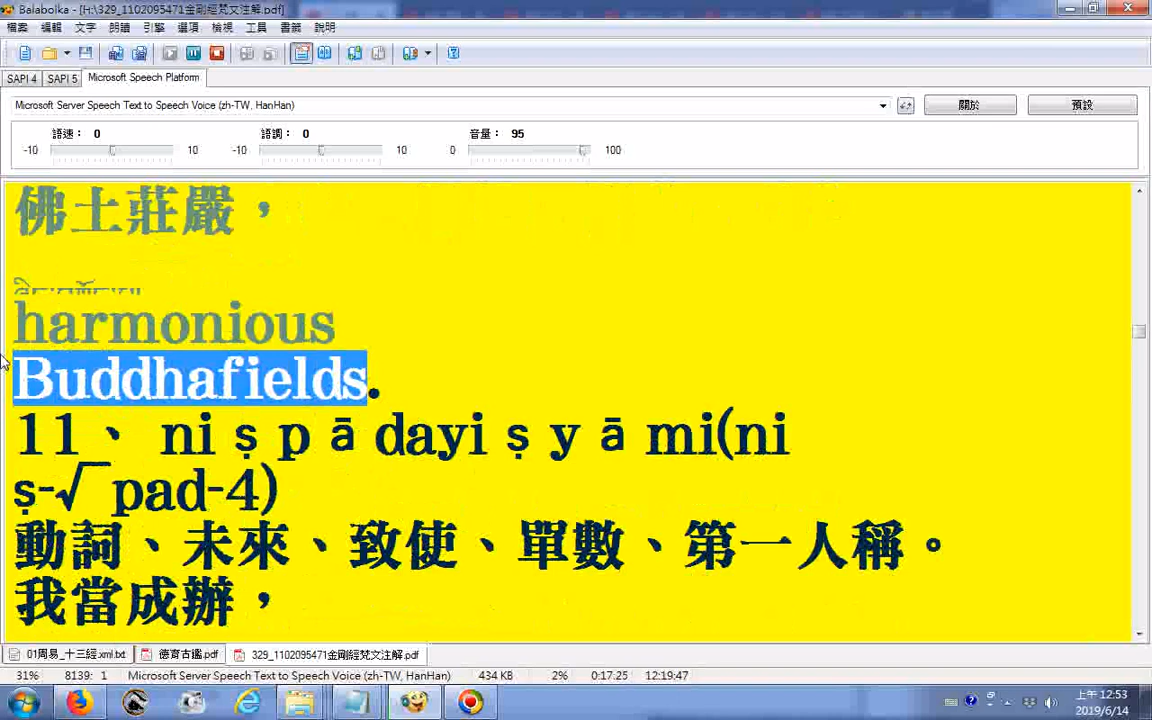 Balabolka - [H:\329_1102095471金剛經梵文注解.pdf]
檔案 編輯 文字 朗讀 引擎 選項 檢視 工具 書籤 說明
SAPI 4 SAPI 5 Microsoft Speech Platform
Microsoft Server Speech Text to Speech Voice (zh-TW, HanHan) 關於 預設
語速： 0 語調： 0 音量： 95
-10 10 -10 10 0 100
佛土莊嚴，
harmonious
Buddhafields.
11、 ni ṣ p ā dayi ṣ y ā mi(ni
ṣ-√pad-4)
動詞、未來、致使、單數、第一人稱。
我當成辦，
01周易_十三經.xml.txt 德育古鑑.pdf 329_1102095471金剛經梵文注解.pdf
31% 8139: 1 Microsoft Server Speech Text to Speech Voice (zh-TW, HanHan) 434 KB 2% 0:17.25 12:19:47
上午 12:53
2019/6/14